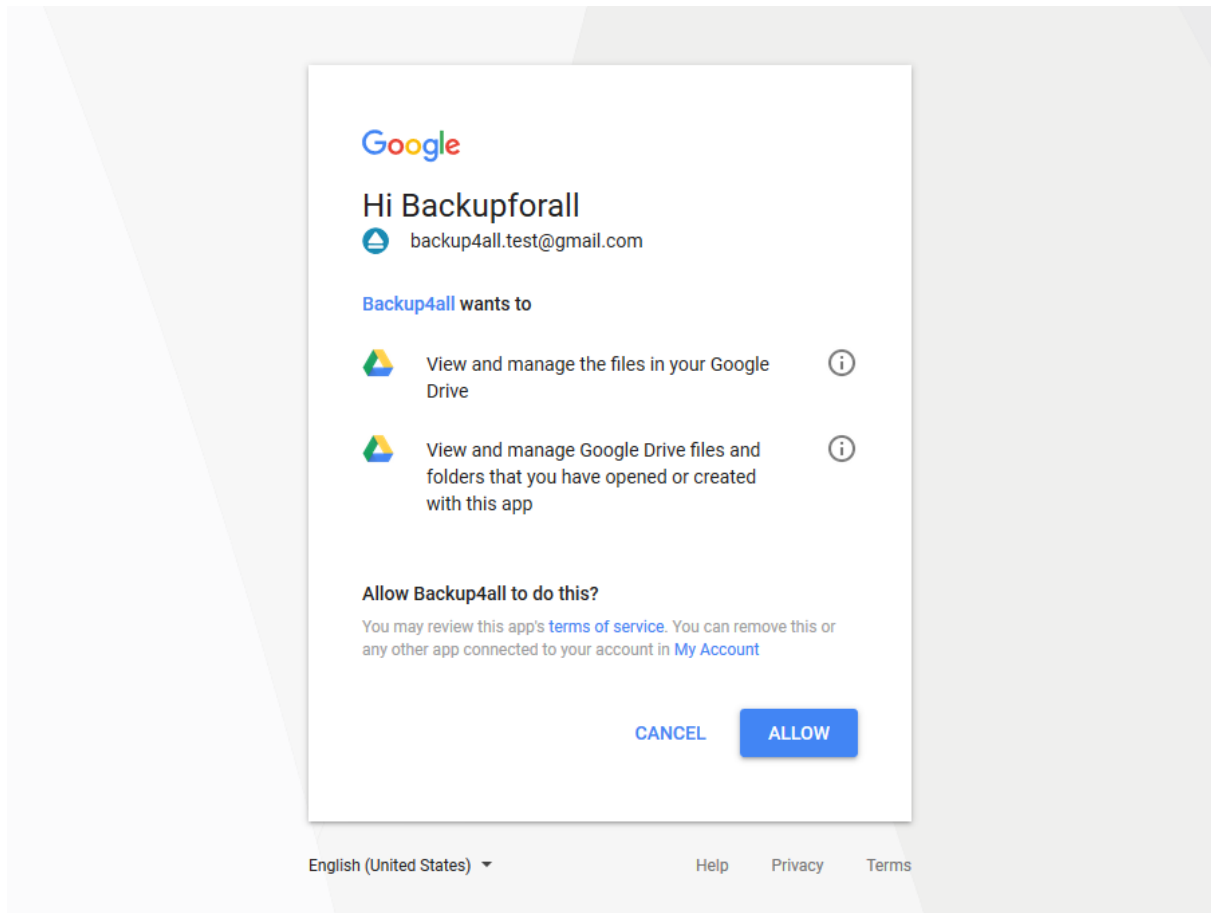 Google
Hi Backupforall
backup4all.test@gmail.com
Backup4all wants to
View and manage the files in your Google
Drive
View and manage Google Drive files and
folders that you have opened or created
with this app
Allow Backup4all to do this?
You may review this app's terms of service. You can remove this or
any other app connected to your account in My Account
CANCEL ALLOW
English (United States) Help Privacy Terms